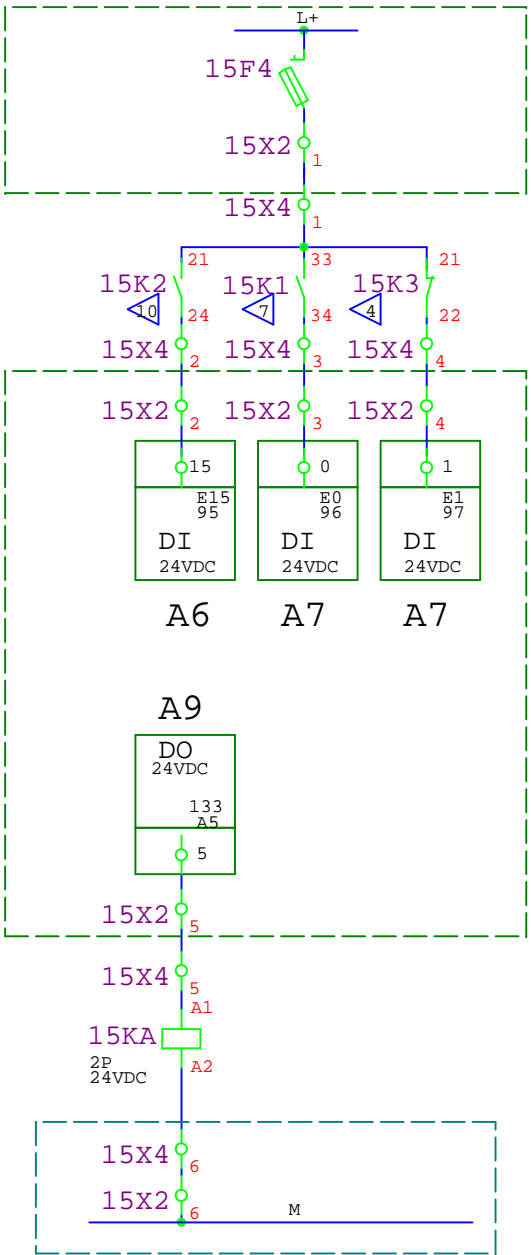 L+
15F4
15X2
1
15X4
1
21 33 21
15K2 15K1 15K3
10 7 4
24 34 22
15X4 15X4 15X4
2 3 4
15X2 15X2 15X2
2 3 4
15 0 1
E15 E0 E1
95 96 97
DI DI DI
24VDC 24VDC 24VDC
A6 A7 A7
A9
DO
24VDC
133
A5
5
15X2
5
15X4
5
A1
15KA
2P
24VDC
A2
15X4
6
15X2
6
M